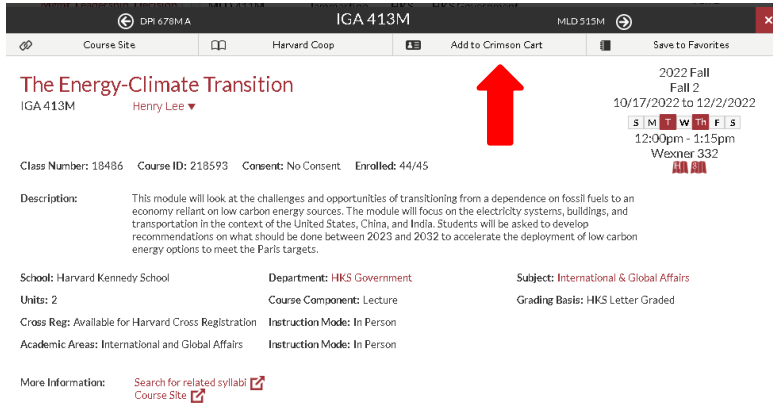 DPI 678M A
IGA 413M
MLD 515M
×
Course Site
Harvard Coop
Add to Crimson Cart
Save to Favorites
The Energy-Climate Transition
IGA 413M Henry Lee ▼
2022 Fall
Fall 2
10/17/2022 to 12/2/2022
S M T W Th F S
12:00pm - 1:15pm
Wexner 332
Class Number: 18486 Course ID: 218593 Consent: No Consent Enrolled: 44/45
Description: This module will look at the challenges and opportunities of transitioning from a dependence on fossil fuels to an
economy reliant on low carbon energy sources. The module will focus on the electricity systems, buildings, and
transportation in the context of the United States, China, and India. Students will be asked to develop
recommendations on what should be done between 2023 and 2032 to accelerate the deployment of low carbon
energy options to meet the Paris targets.
School: Harvard Kennedy School Department: HKS Government Subject: International & Global Affairs
Units: 2 Course Component: Lecture Grading Basis: HKS Letter Graded
Cross Reg: Available for Harvard Cross Registration Instruction Mode: In Person
Academic Areas: International and Global Affairs Instruction Mode: In Person
More Information: Search for related syllabi
Course Site